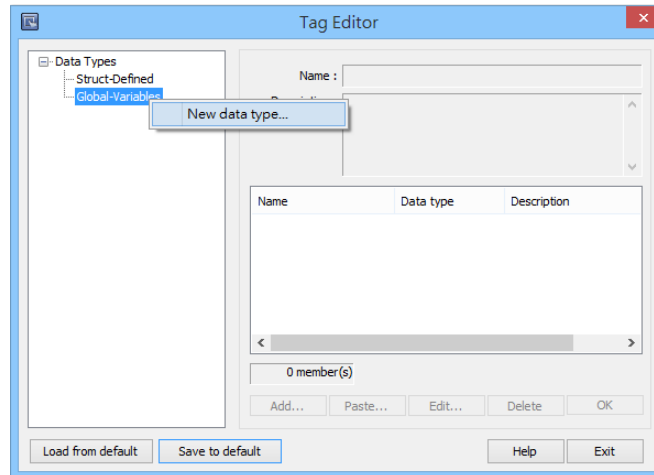 Tag Editor
Data Types
Struct-Defined
Global-Variables
New data type...
Name :
Name Data type Description
0 member(s)
Add... Paste... Edit... Delete OK
Load from default Save to default Help Exit